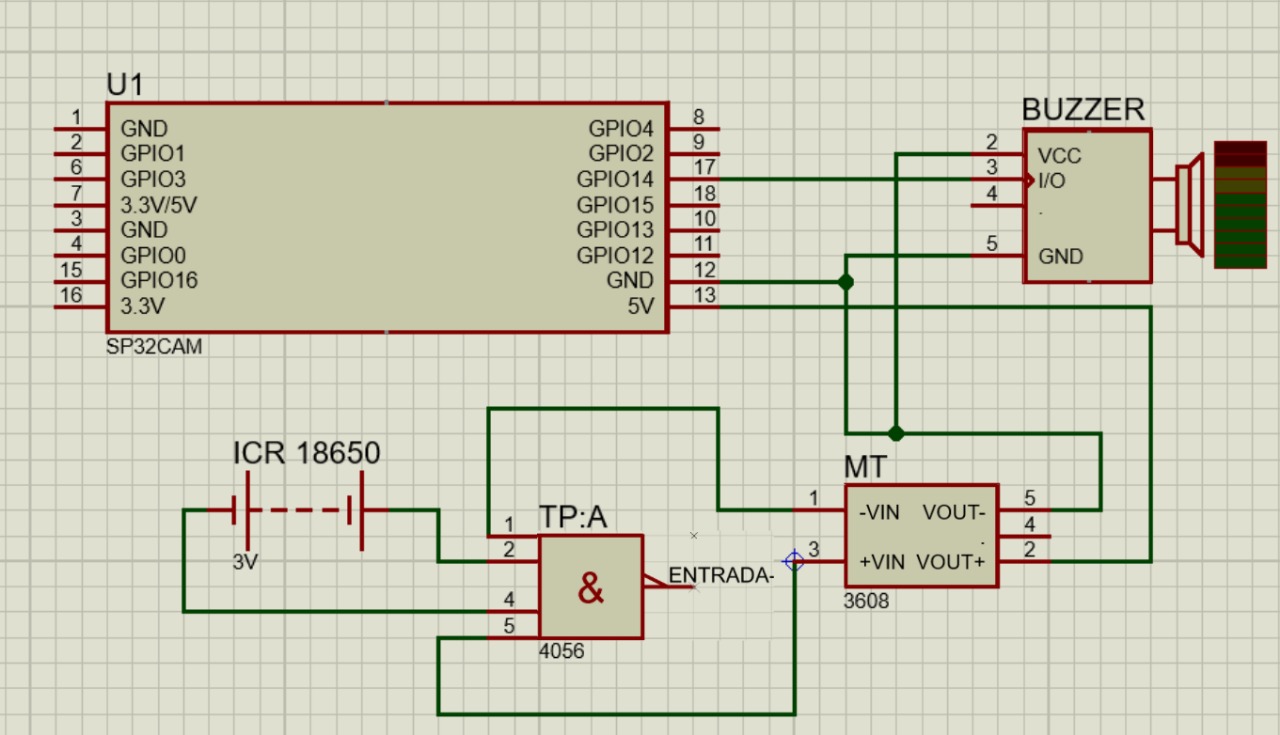 U1
1 GND GPIO4 8
2 GPIO1 GPIO2 9
6 GPIO3 GPIO14 17
7 3.3V/5V GPIO15 18
3 GND GPIO13 10
4 GPIO0 GPIO12 11
15 GPIO16 GND 12
16 3.3V 5V 13
SP32CAM
BUZZER
2 VCC
3 I/O
4 .
5 GND
ICR 18650
3V
TP:A
1
2
4
5
&
ENTRADA-
4056
MT
1 -VIN VOUT- 5
. 4
3 +VIN VOUT+ 2
3608